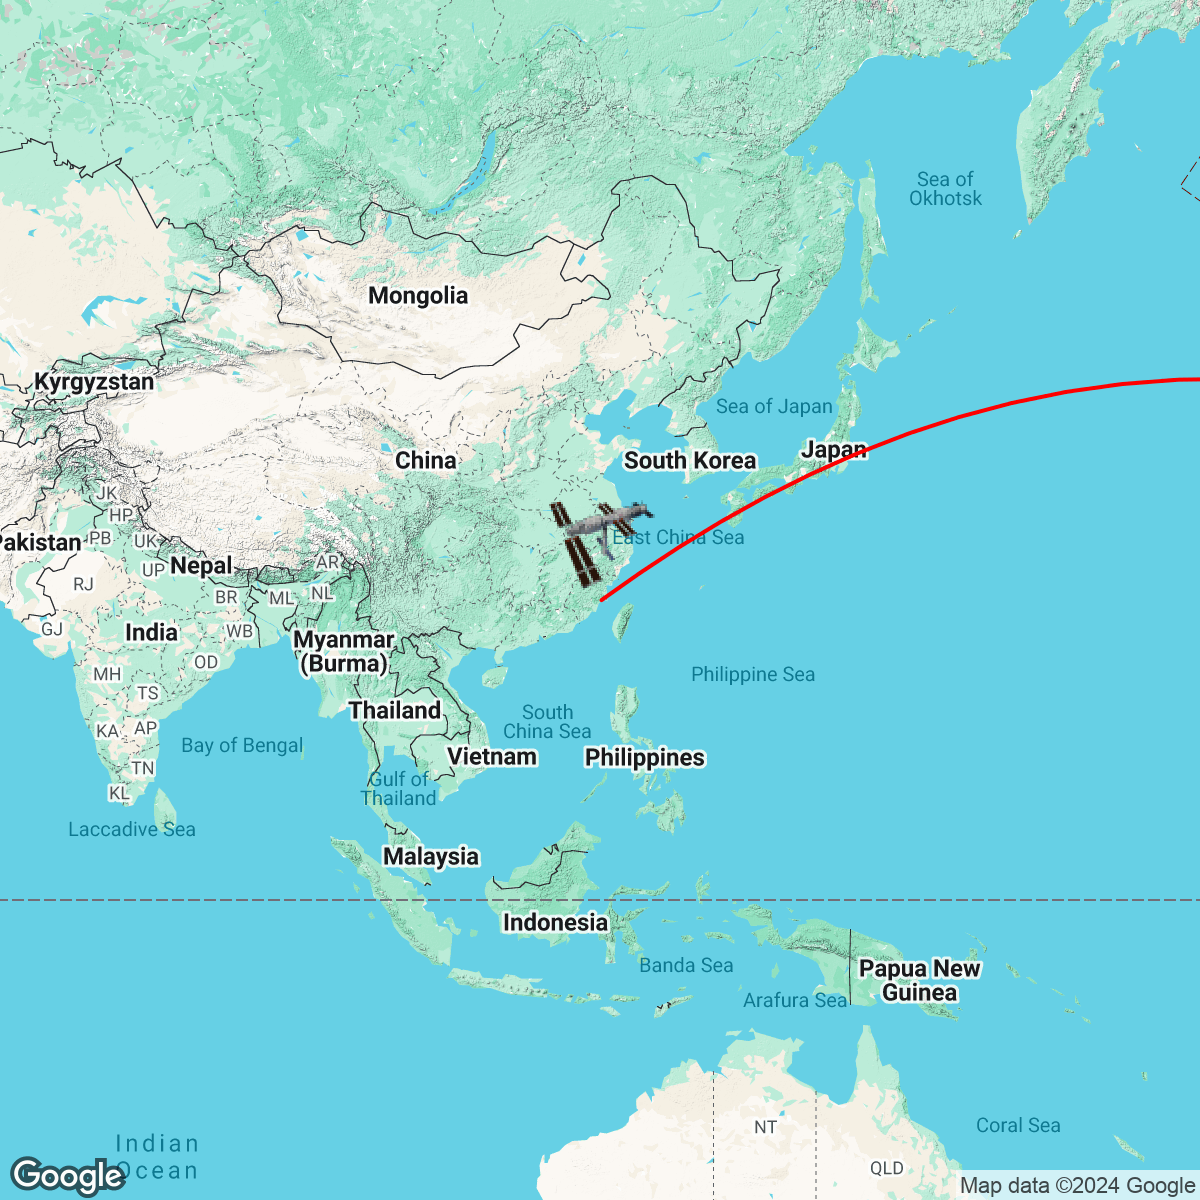 Sea of
Okhotsk
Mongolia
Kyrgyzstan
Sea of Japan
Japan
China
South Korea
JK
HP
Pakistan
PB
UK
East China Sea
Nepal
AR
UP
RJ
BR
ML
NL
GJ
India
WB
Myanmar
(Burma)
OD
MH
Philippine Sea
TS
Thailand
South
China Sea
KA
AP
Bay of Bengal
Vietnam
Philippines
TN
Gulf of
Thailand
KL
Laccadive Sea
Malaysia
Indonesia
Banda Sea
Papua New
Guinea
Arafura Sea
NT
Coral Sea
Indian
Ocean
QLD
Google
Map data ©2024 Google